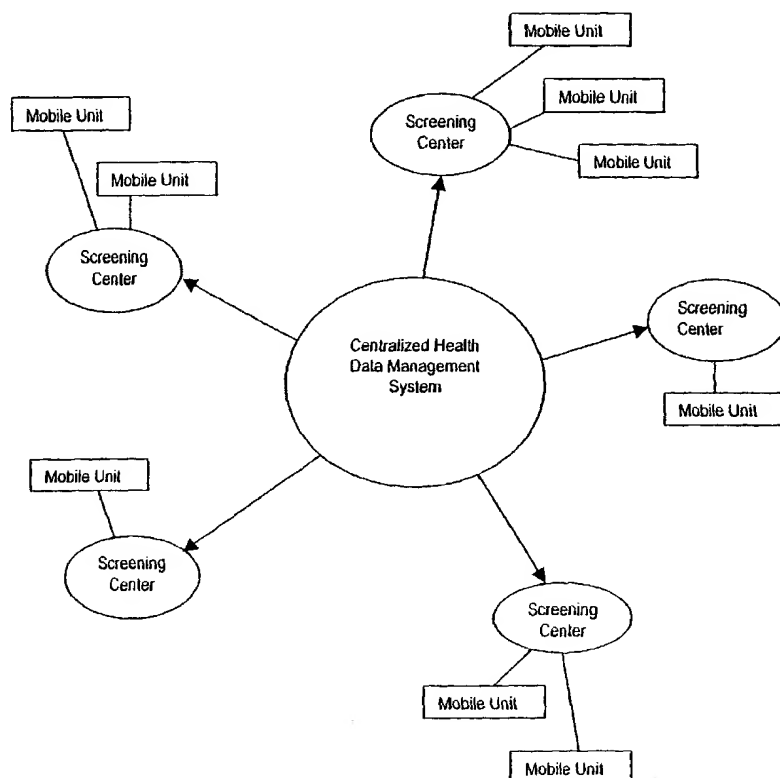 Mobile Unit
Mobile Unit
Mobile Unit
Screening
Center
Mobile Unit
Mobile Unit
Screening
Center
Screening
Center
Mobile Unit
Centralized Health
Data Management
System
Mobile Unit
Screening
Center
Screening
Center
Mobile Unit
Mobile Unit